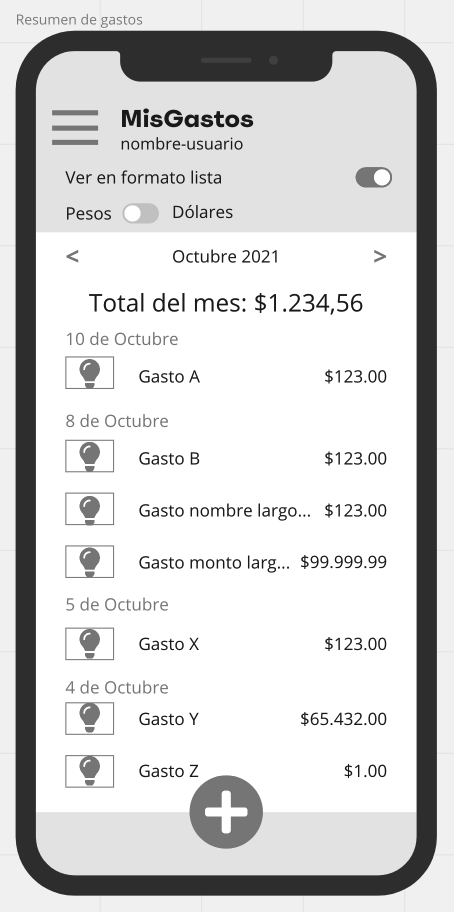 Resumen de gastos
MisGastos
nombre-usuario
Ver en formato lista
Pesos Dólares
< Octubre 2021 >
Total del mes: $1.234,56
10 de Octubre
Gasto A $123.00
8 de Octubre
Gasto B $123.00
Gasto nombre largo... $123.00
Gasto monto larg... $99.999.99
5 de Octubre
Gasto X $123.00
4 de Octubre
Gasto Y $65.432.00
Gasto Z $1.00